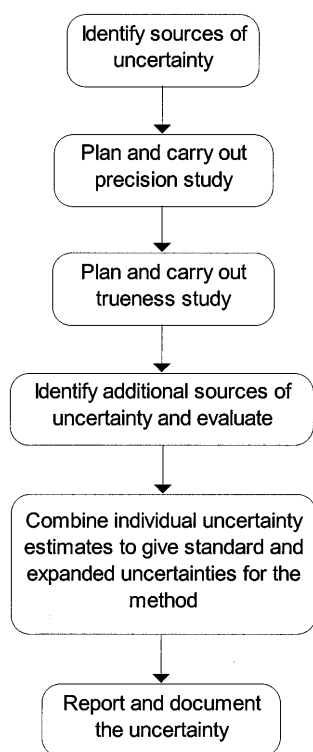 Identify sources of
uncertainty
Plan and carry out
precision study
Plan and carry out
trueness study
Identify additional sources of
uncertainty and evaluate
Combine individual uncertainty
estimates to give standard and
expanded uncertainties for the
method
Report and document
the uncertainty